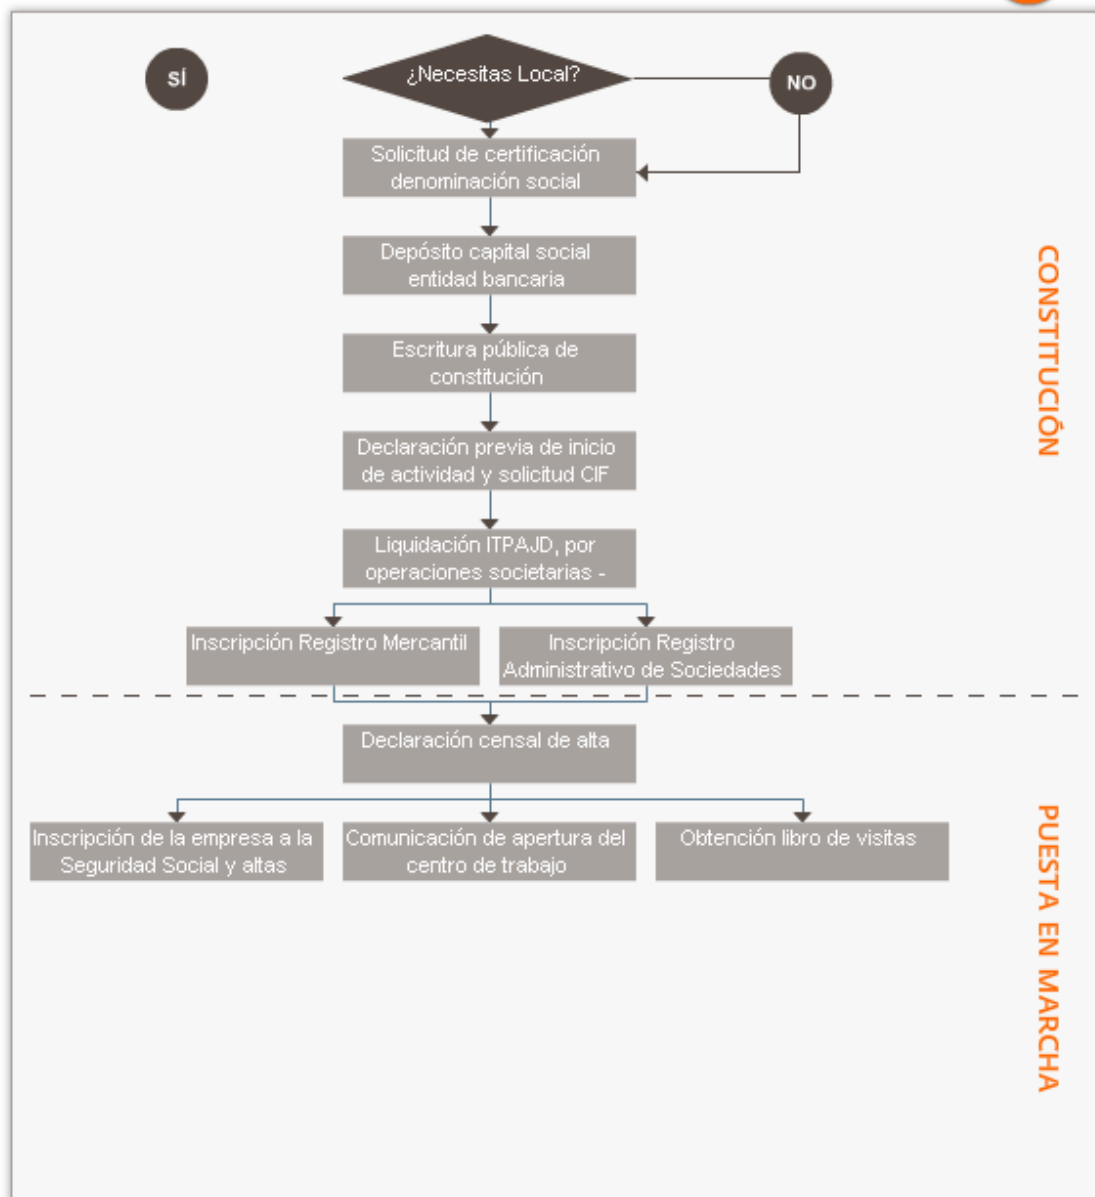 SÍ
¿Necesitas Local?
NO
Solicitud de certificación
denominación social
Depósito capital social
entidad bancaria
Escritura pública de
constitución
Declaración previa de inicio
de actividad y solicitud CIF
Liquidación ITPAJD, por
operaciones societarias -
Inscripción Registro Mercantil
Inscripción Registro
Administrativo de Sociedades
CONSTITUCIÓN
Declaración censal de alta
Inscripción de la empresa a la
Seguridad Social y altas
Comunicación de apertura del
centro de trabajo
Obtención libro de visitas
PUESTA EN MARCHA